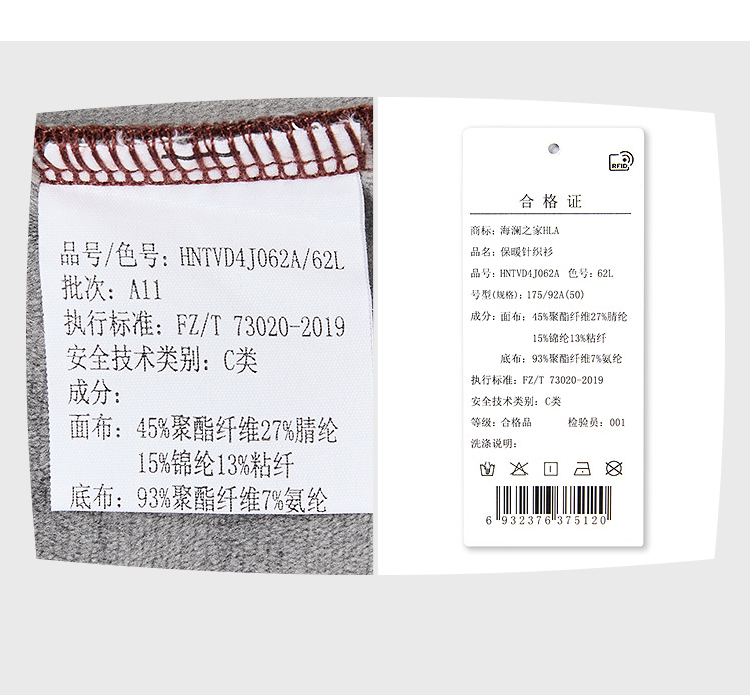 品号/色号: HNTVD4J062A/62L
批次: A11
执行标准: FZ/T 73020-2019
安全技术类别: C类
成分:
面布: 45%聚酯纤维27%腈纶
15%锦纶13%粘纤
底布: 93%聚酯纤维7%氨纶
RFID
合格证
商标: 海澜之家HLA
品名: 保暖针织衫
品号: HNTVD4J062A 色号: 62L
号型(规格): 175/92A(50)
成分: 面布: 45%聚酯纤维27%腈纶
15%锦纶13%粘纤
底布: 93%聚酯纤维7%氨纶
执行标准: FZ/T 73020-2019
安全技术类别: C类
等级: 合格品 检验员: 001
洗涤说明:
6 932376 375120